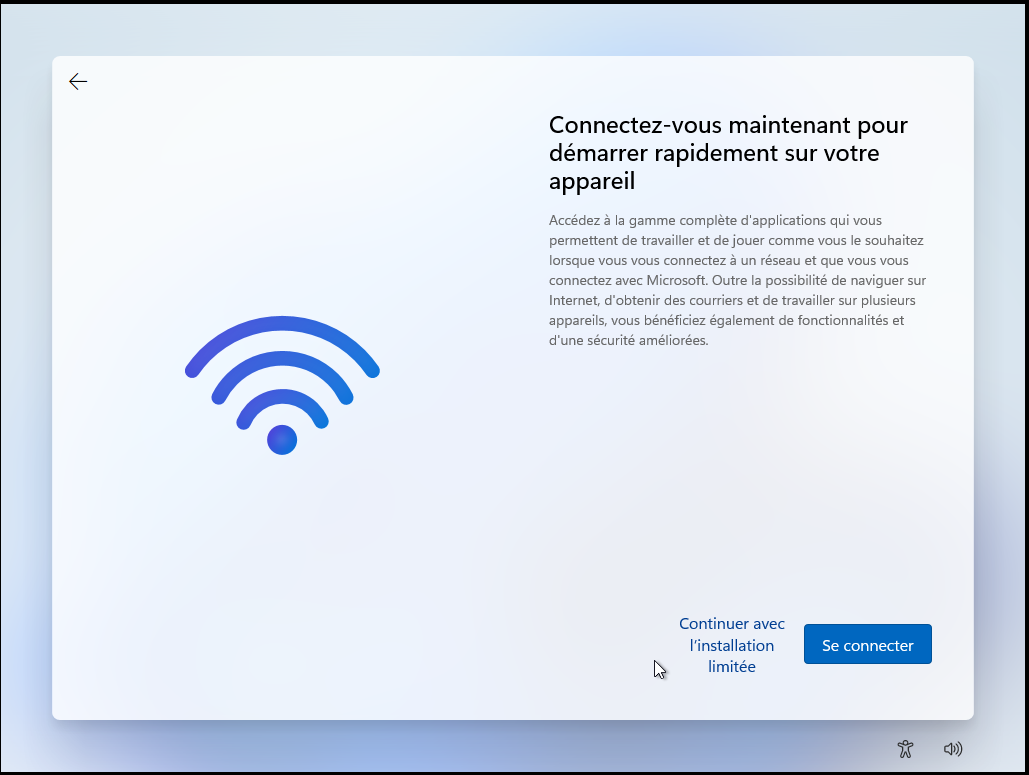 Connectez-vous maintenant pour
démarrer rapidement sur votre
appareil
Accédez à la gamme complète d'applications qui vous
permettent de travailler et de jouer comme vous le souhaitez
lorsque vous vous connectez à un réseau et que vous vous
connectez avec Microsoft. Outre la possibilité de naviguer sur
Internet, d'obtenir des courriers et de travailler sur plusieurs
appareils, vous bénéficiez également de fonctionnalités et
d'une sécurité améliorées.
Continuer avec
l'installation
limitée
Se connecter